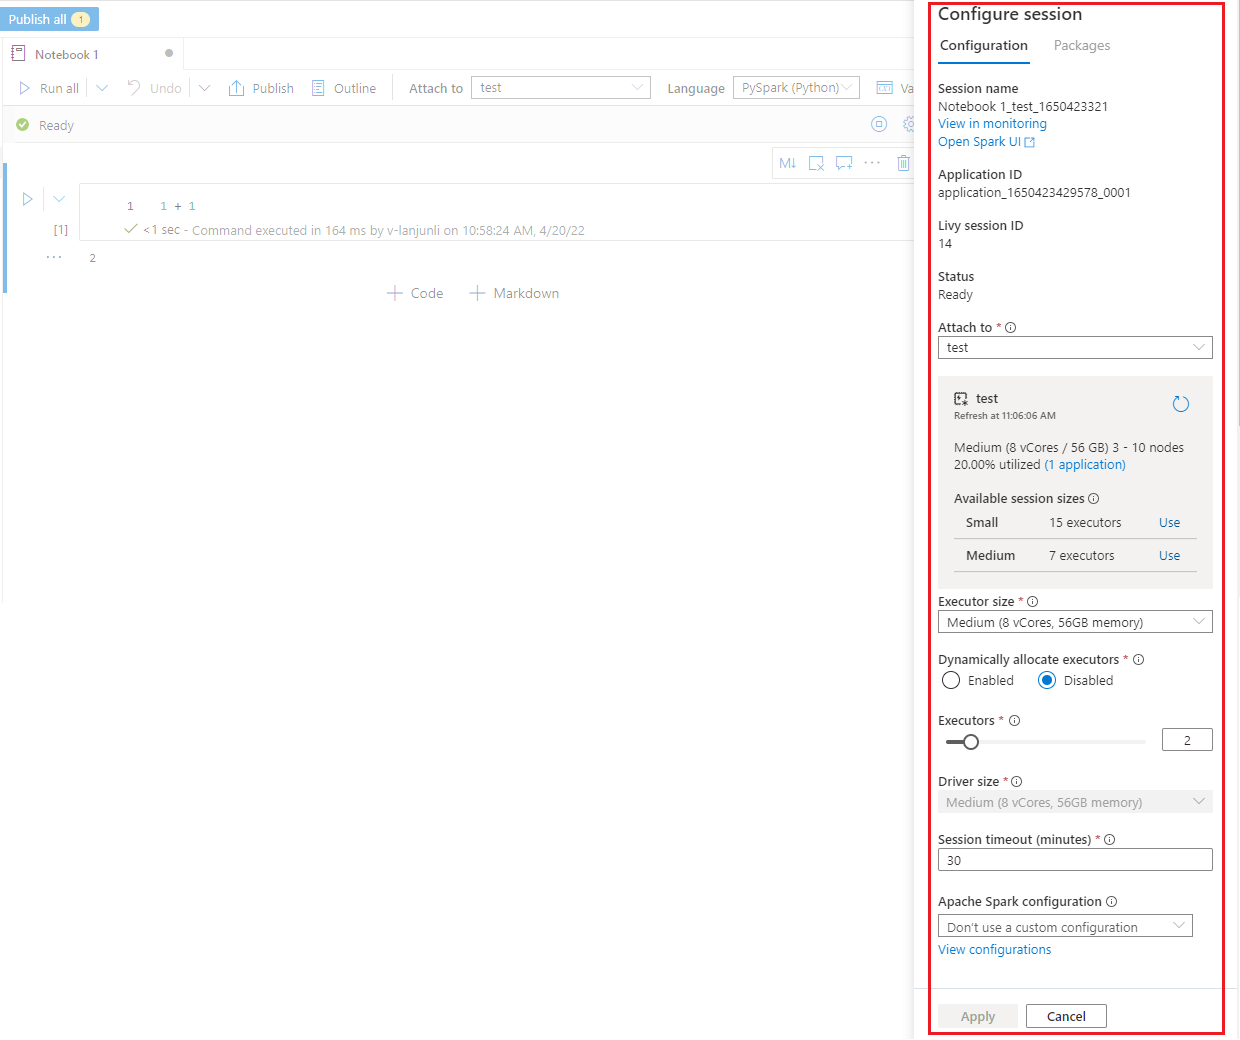 Publish all 1
Notebook 1
Run all
Undo
Publish
Outline
Attach to
test
Language
PySpark (Python)
Va
Ready
M↓
1 1 + 1
[1]
<1 sec - Command executed in 164 ms by v-lanjunli on 10:58:24 AM, 4/20/22
2
Code
Markdown
Configure session
Configuration
Packages
Session name
Notebook 1_test_1650423321
View in monitoring
Open Spark UI
Application ID
application_1650423429578_0001
Livy session ID
14
Status
Ready
Attach to *
test
test
Refresh at 11:06:06 AM
Medium (8 vCores / 56 GB) 3 - 10 nodes
20.00% utilized (1 application)
Available session sizes
Small 15 executors Use
Medium 7 executors Use
Executor size *
Medium (8 vCores, 56GB memory)
Dynamically allocate executors *
Enabled Disabled
Executors *
2
Driver size *
Medium (8 vCores, 56GB memory)
Session timeout (minutes) *
30
Apache Spark configuration
Don't use a custom configuration
View configurations
Apply Cancel